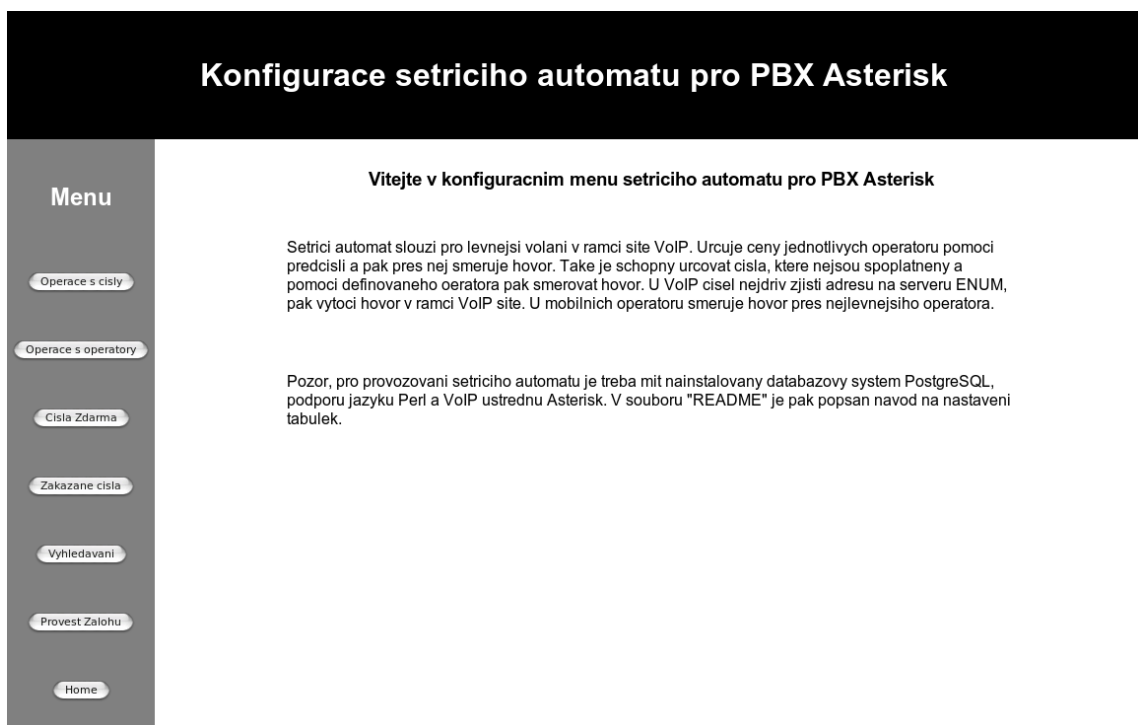 Konfigurace setriciho automatu pro PBX Asterisk
Menu
Operace s cisly
Operace s operatory
Cisla Zdarma
Zakazane cisla
Vyhledavani
Provest Zalohu
Home
Vitejte v konfiguracnim menu setriciho automatu pro PBX Asterisk
Setrici automat slouzi pro levnejsi volani v ramci site VoIP. Urcuje ceny jednotlivych operatoru pomoci
predcisli a pak pres nej smeruje hovor. Take je schopny urcovat cisla, ktere nejsou spoplatneny a
pomoci definovaneho oeratora pak smerovat hovor. U VoIP cisel nejdriv zjisti adresu na serveru ENUM,
pak vytoci hovor v ramci VoIP site. U mobilnich operatoru smeruje hovor pres nejlevnejsiho operatora.
Pozor, pro provozovani setriciho automatu je treba mit nainstalovany databazovy system PostgreSQL,
podporu jazyku Perl a VoIP ustrednu Asterisk. V souboru "README" je pak popsan navod na nastaveni
tabulek.